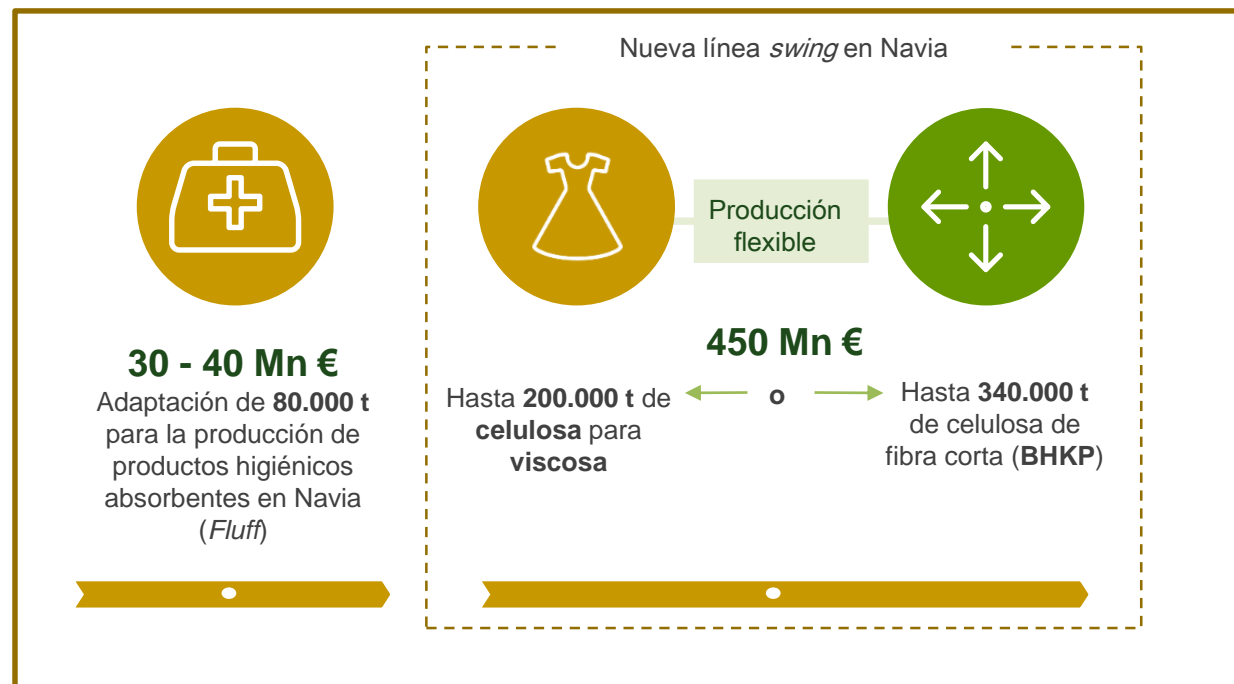 Nueva línea swing en Navia
Producción
flexible
30 - 40 Mn €
Adaptación de 80.000 t
para la producción de
productos higiénicos
absorbentes en Navia
(Fluff)
450 Mn €
Hasta 200.000 t de
celulosa para
viscosa
o
Hasta 340.000 t
de celulosa de
fibra corta (BHKP)